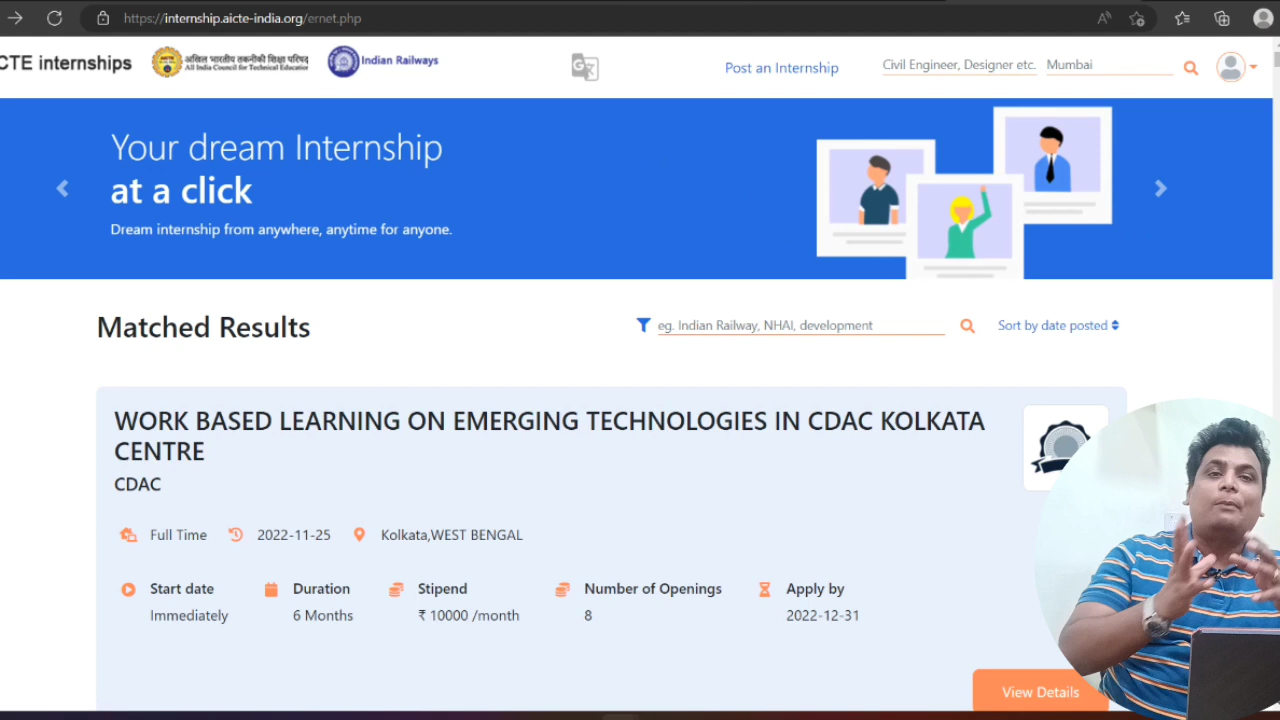 https://internship.aicte-india.org/ernet.php
CTE internships
अखिल भारतीय तकनीकी शिक्षा परिषद
All India Council for Technical Education
Indian Railways
Post an Internship
Civil Engineer, Designer etc.
Mumbai
Your dream Internship
at a click
Dream internship from anywhere, anytime for anyone.
Matched Results
eg. Indian Railway, NHAI, development
Sort by date posted
WORK BASED LEARNING ON EMERGING TECHNOLOGIES IN CDAC KOLKATA
CENTRE
CDAC
Full Time
2022-11-25
Kolkata,WEST BENGAL
Start date
Immediately
Duration
6 Months
Stipend
₹ 10000 /month
Number of Openings
8
Apply by
2022-12-31
View Details